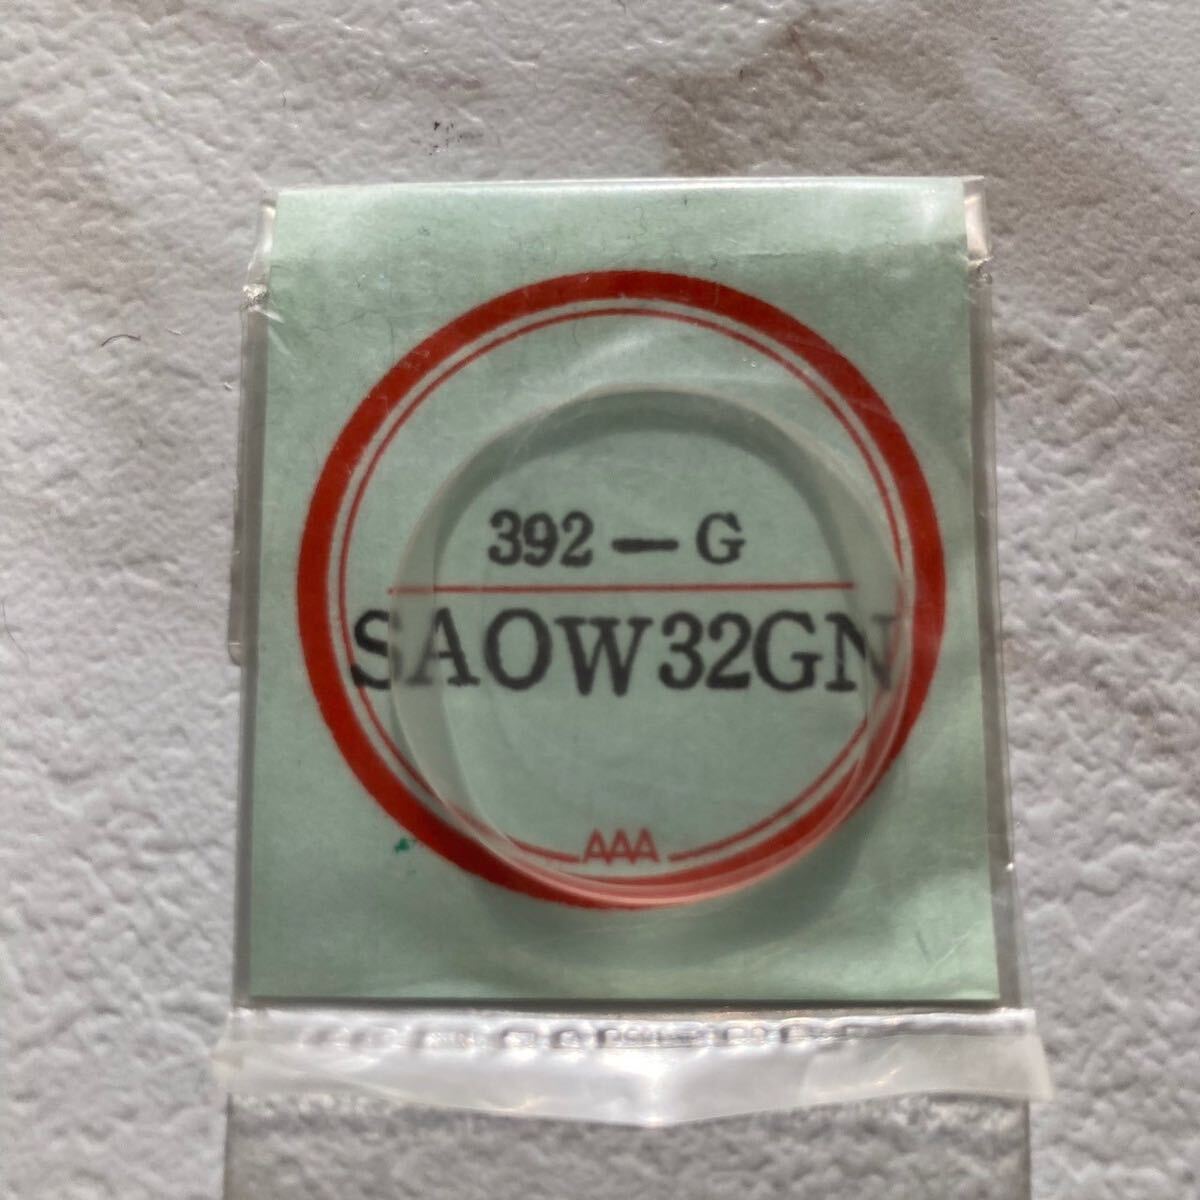 392 — G
SAOW32GN
AAA